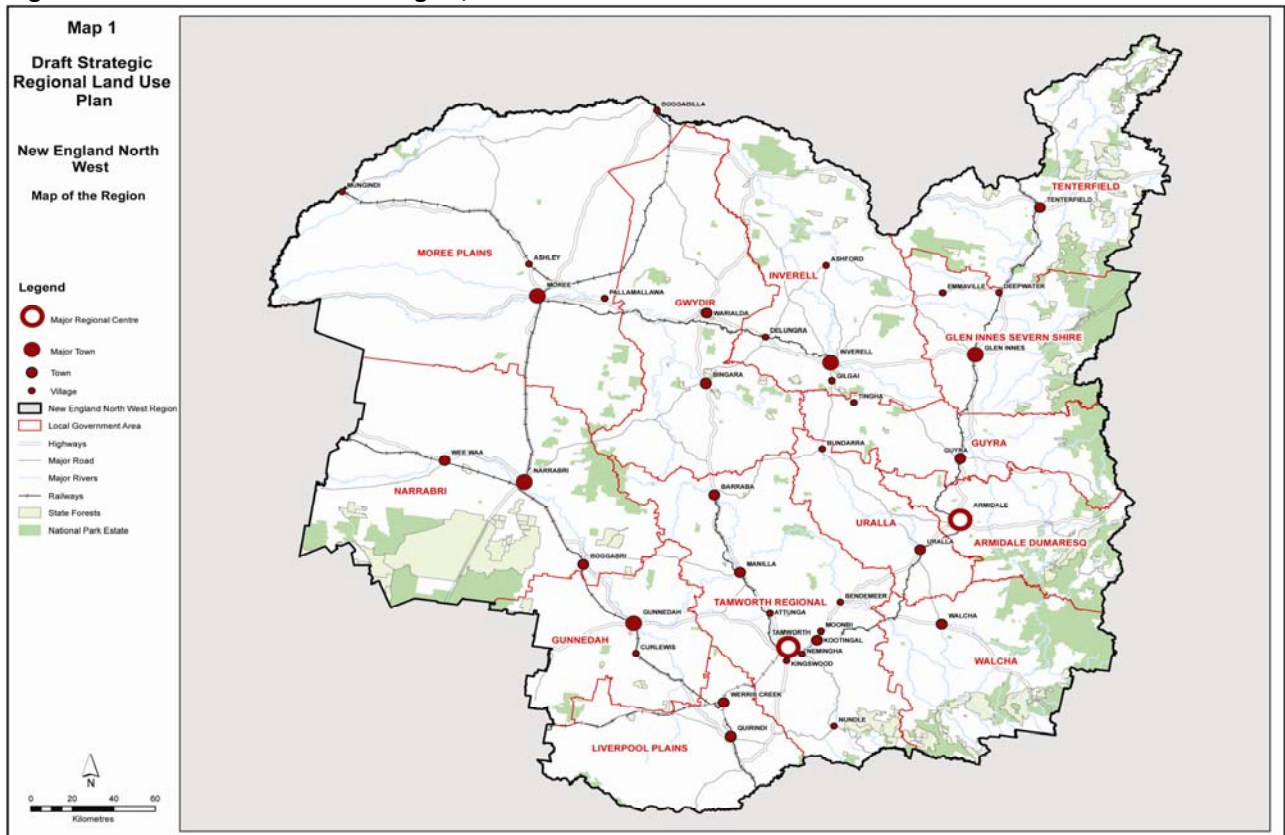 Map 1
Draft Strategic
Regional Land Use
Plan
New England North
West
Map of the Region
Legend
Major Regional Centre
Major Town
Town
Village
New England North West Region
Local Government Area
Highways
Major Road
Major Rivers
Railways
State Forests
National Park Estate
N
0 20 40 60
Kilometres
BOGGABILLA
MUNGINDI
TENTERFIELD
TENTERFIELD
MOREE PLAINS
ASHLEY
INVERELL
ASHFORD
MOREE
PALLAMALLAWA
EMMAVILLE
DEEPWATER
GWYDIR
WARIALDA
DELUNGRA
GLEN INNES SEVERN SHIRE
GLEN INNES
INVERELL
GILGAI
BINGARA
TINGHA
GUYRA
BUNDARRA
GUYRA
WEE WAA
NARRABRI
NARRABRI
BARRABA
ARMIDALE
URALLA
ARMIDALE DUMARESQ
URALLA
BOGGABRI
MANILLA
TAMWORTH REGIONAL
BENDEMEER
ATTUNGA
GUNNEDAH
WALCHA
MOONBI
TAMWORTH
KOOTINGAL
GUNNEDAH
CURLEWIS
NEMINGHA
KINGSWOOD
WALCHA
WERRIS CREEK
NUNDLE
QUIRINDI
LIVERPOOL PLAINS